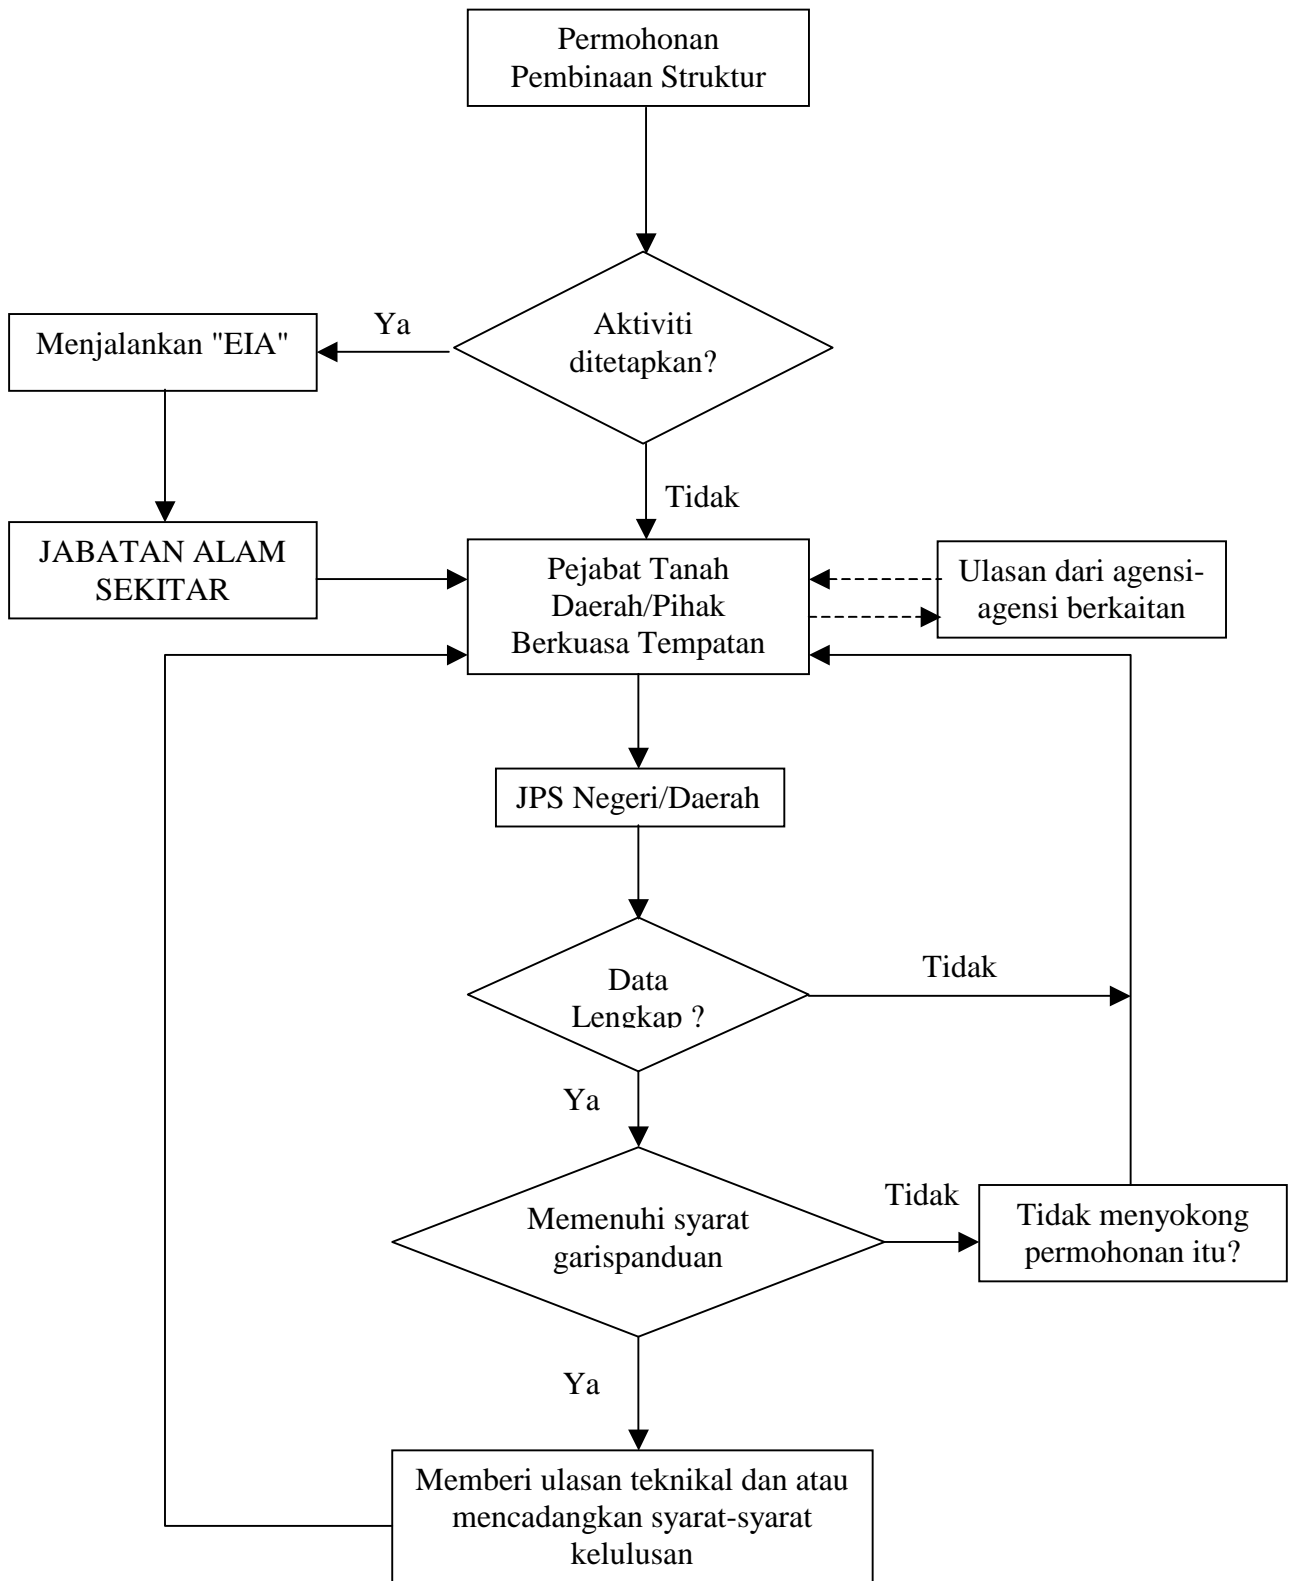 Permohonan
Pembinaan Struktur
Aktiviti
ditetapkan?
Ya
Menjalankan "EIA"
Tidak
JABATAN ALAM
SEKITAR
Pejabat Tanah
Daerah/Pihak
Berkuasa Tempatan
Ulasan dari agensi-
agensi berkaitan
JPS Negeri/Daerah
Data
Lengkap ?
Tidak
Ya
Memenuhi syarat
garispanduan
Tidak
Tidak menyokong
permohonan itu?
Ya
Memberi ulasan teknikal dan atau
mencadangkan syarat-syarat
kelulusan